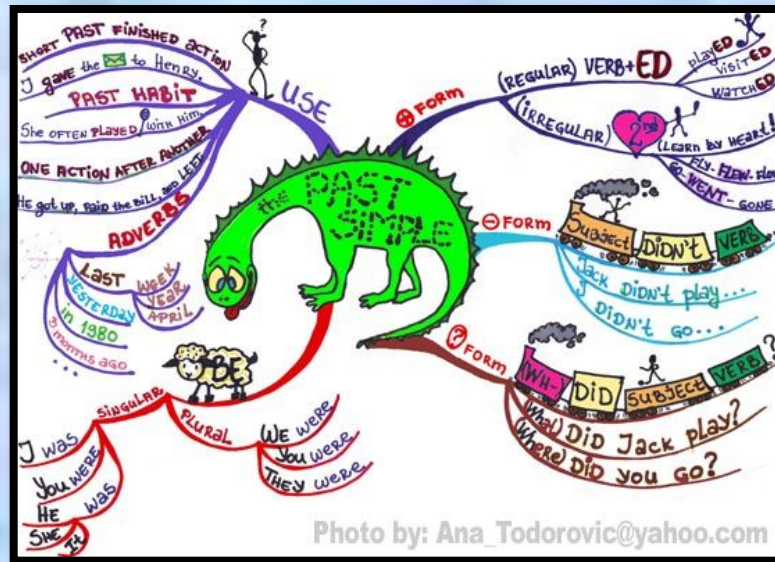 the PAST
SIMPLE
USE
SHORT PAST FINISHED ACTION
I gave the to Henry.
PAST HABIT
She OFTEN PLAYED with HIM.
ONE ACTION AFTER ANOTHER
He got up, paid the Bill, and LEFT
ADVERBS
LAST
WEEK
YEAR
APRIL
YESTERDAY
in 1980
3 months ago
...
?
+ FORM
(REGULAR) VERB+ED
playED
VISITED
WATCHED
(IRREGULAR) 2nd
(LEARN by HEART!)
FLY-FLEW-FLOWN
GO-WENT-GONE
- FORM
SUBJECT DIDN't VERB
Jack DIDN't play...
I DIDN't go...
? FORM
(WH-) DID SUBJECT VERB ?
(What) DID Jack play?
(Where) DID you GO?
BE
SINGULAR
I was
You WERE
HE
SHE
It
was
PLURAL
WE were
You were
THEY were
Photo by: Ana_Todorovic@yahoo.com